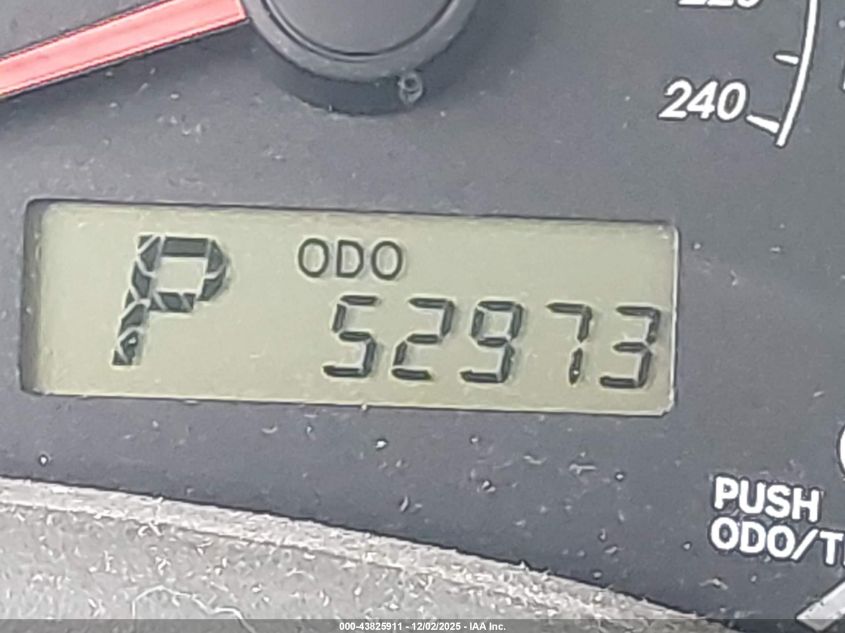 240
P ODO
52973
PUSH
ODO/
000-43825911 - 12/02/2025 - IAA Inc.